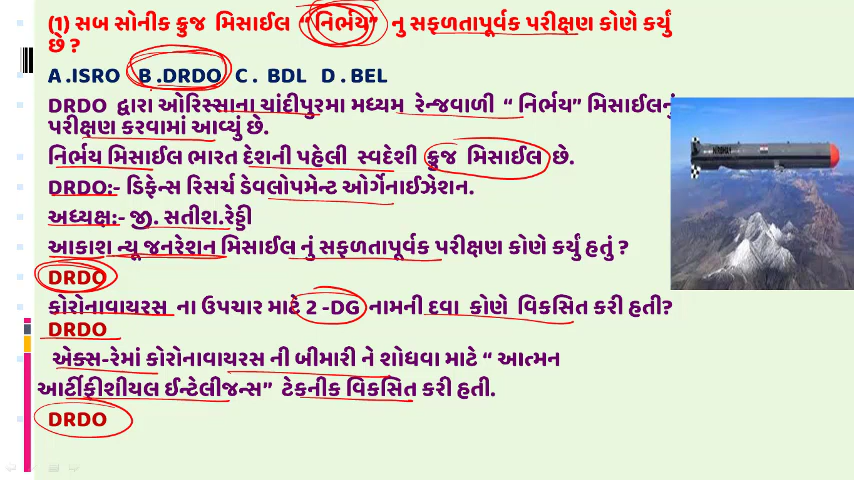 (1) સબ સોનીક ક્રુજ મિસાઈલ “ નિર્ભય” નુ સફળતાપૂર્વક પરીક્ષણ કોણે કર્યું
છે ?
A .ISRO B .DRDO C . BDL D . BEL
DRDO દ્વારા ઓરિસ્સાના ચાંદીપુરમા મધ્યમ રેન્જવાળી “ નિર્ભય” મિસાઈલનું
પરીક્ષણ કરવામાં આવ્યું છે.
નિર્ભય મિસાઈલ ભારત દેશની પહેલી સ્વદેશી ક્રુજ મિસાઈલ છે.
DRDO:- ડિફેન્સ રિસર્ચ ડેવલોપમેન્ટ ઓર્ગેનાઈઝેશન.
અધ્યક્ષ:- જી. સતીશ.રેડ્ડી
આકાશ ન્યૂ જનરેશન મિસાઈલ નું સફળતાપૂર્વક પરીક્ષણ કોણે કર્યું હતું ?
DRDO
કોરોનાવાયરસ ના ઉપચાર માટે 2 -DG નામની દવા કોણે વિકસિત કરી હતી?
DRDO
એક્સ-રેમાં કોરોનાવાયરસ ની બીમારી ને શોધવા માટે “ આત્મન
આર્ટીફીશીયલ ઈન્ટેલીજન્સ” ટેકનીક વિકસિત કરી હતી.
DRDO